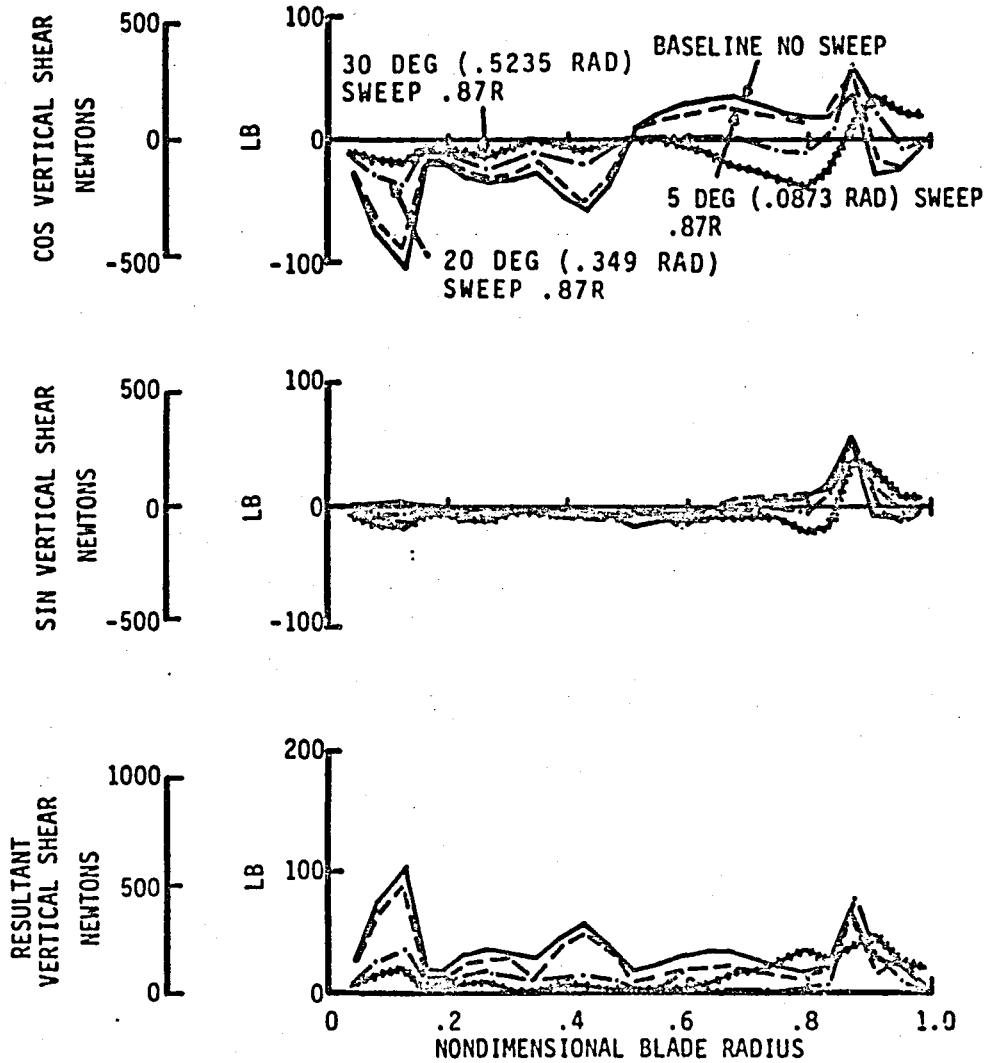 COS VERTICAL SHEAR
NEWTONS
500
0
-500
LB
100
0
-100
30 DEG (.5235 RAD)
SWEEP .87R
BASELINE NO SWEEP
5 DEG (.0873 RAD) SWEEP
.87R
20 DEG (.349 RAD)
SWEEP .87R
SIN VERTICAL SHEAR
NEWTONS
500
0
-500
LB
100
0
-100
RESULTANT
VERTICAL SHEAR
NEWTONS
1000
500
0
LB
200
100
0
0 .2 .4 .6 .8 1.0
NONDIMENSIONAL BLADE RADIUS